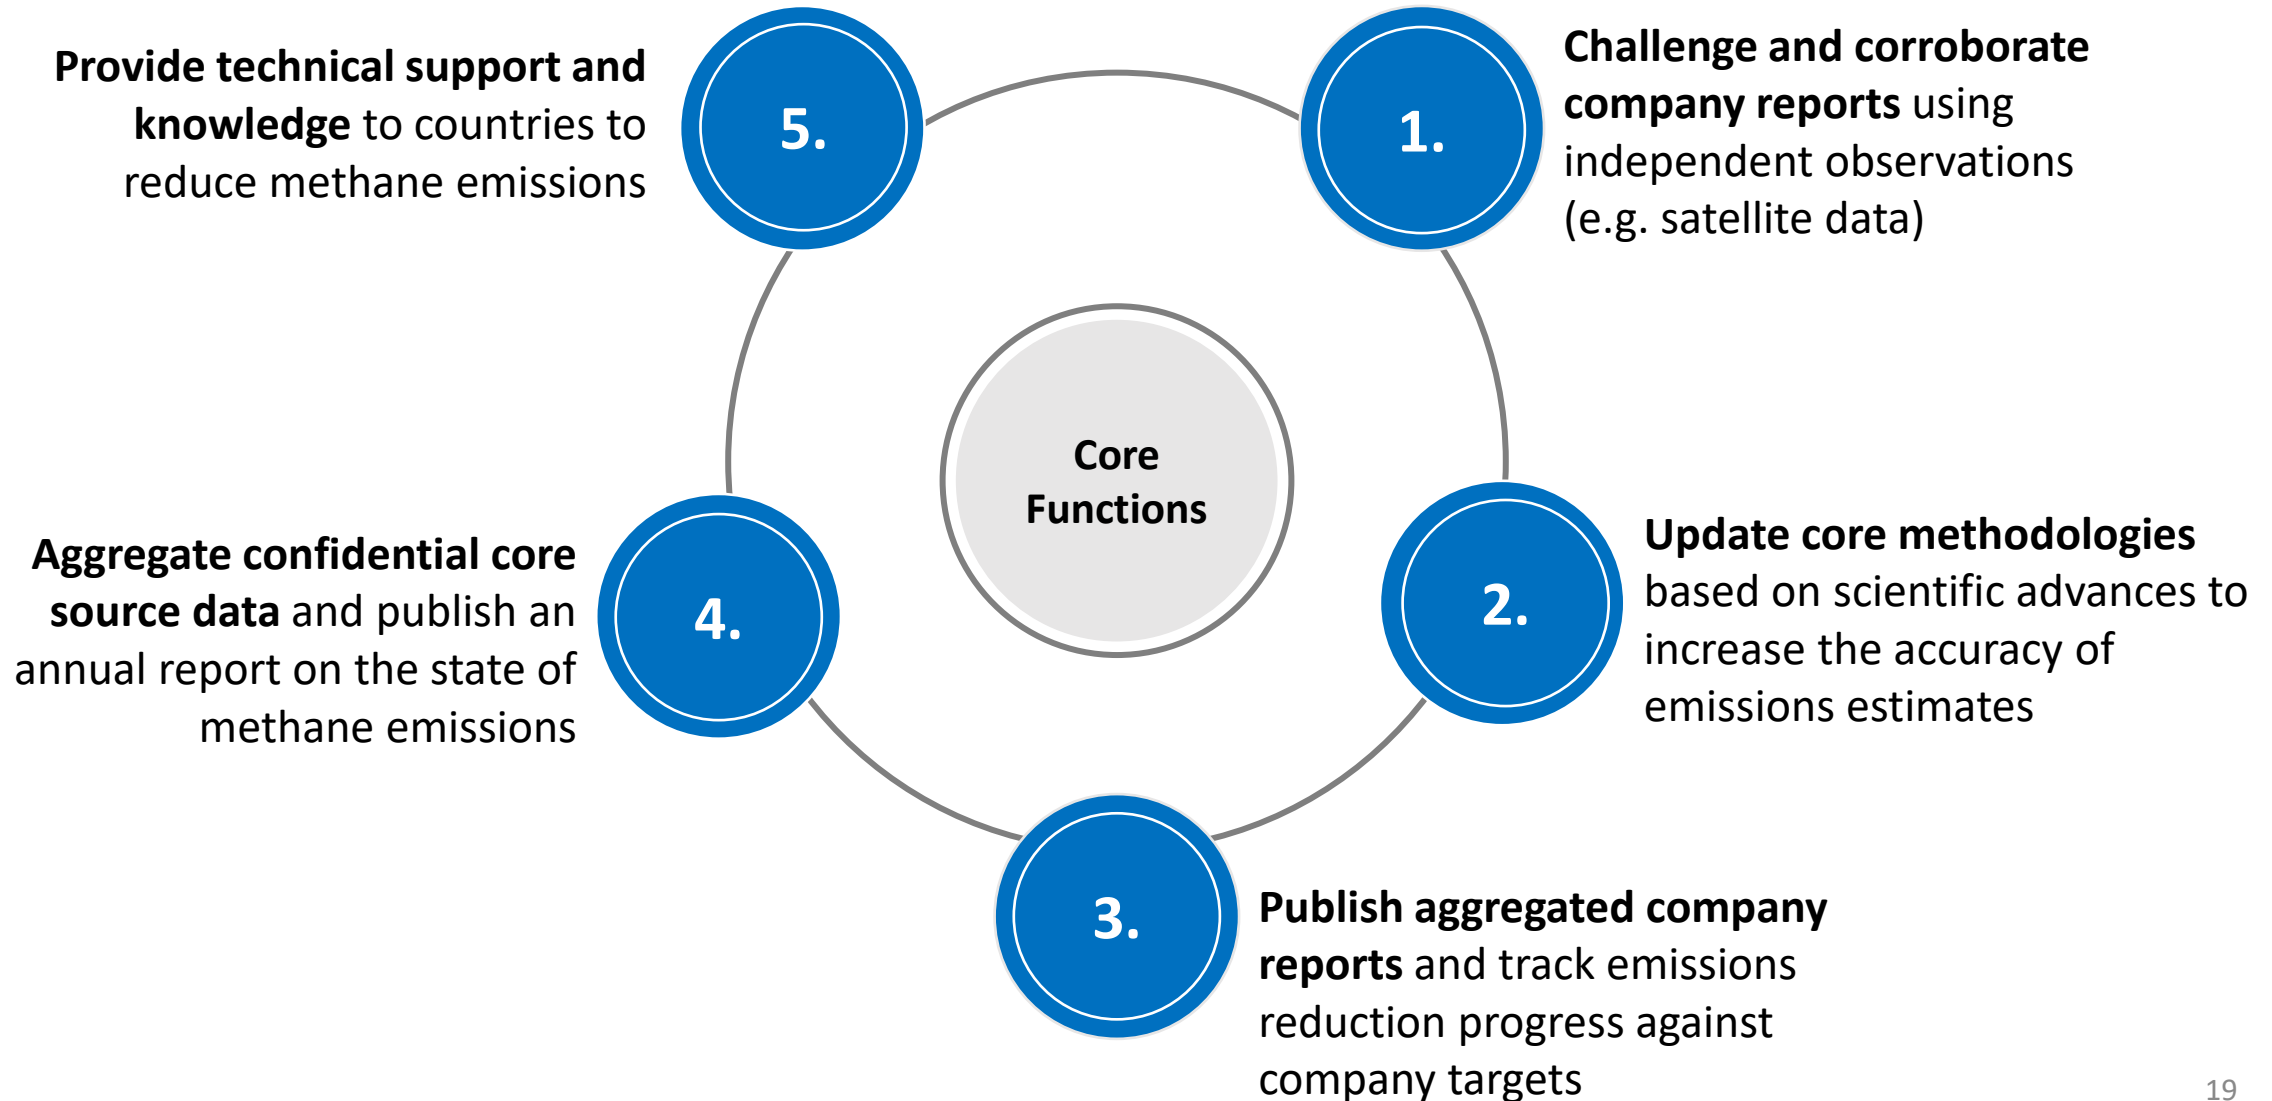 1.
Challenge and corroborate
company reports using
independent observations
(e.g. satellite data)
2.
Update core methodologies
based on scientific advances to
increase the accuracy of
emissions estimates
3.
Publish aggregated company
reports and track emissions
reduction progress against
company targets
4.
Aggregate confidential core
source data and publish an
annual report on the state of
methane emissions
5.
Provide technical support and
knowledge to countries to
reduce methane emissions
Core
Functions
19